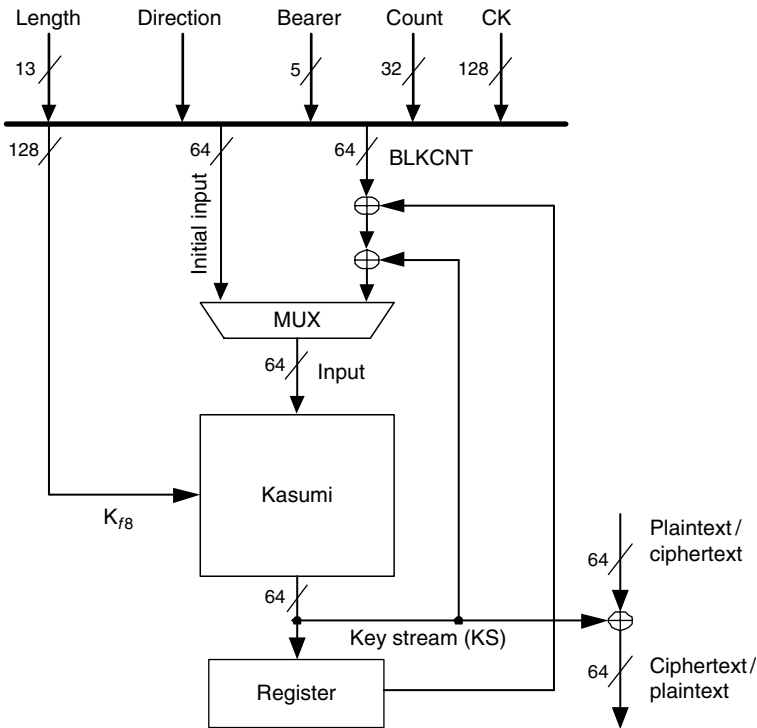 Length Direction Bearer Count CK
13 5 32 128
128 64 64 BLKCNT
Initial input
MUX
64 Input
Kasumi
Kf8
Plaintext/
ciphertext
64
64
Key stream (KS)
64
Ciphertext/
plaintext
Register